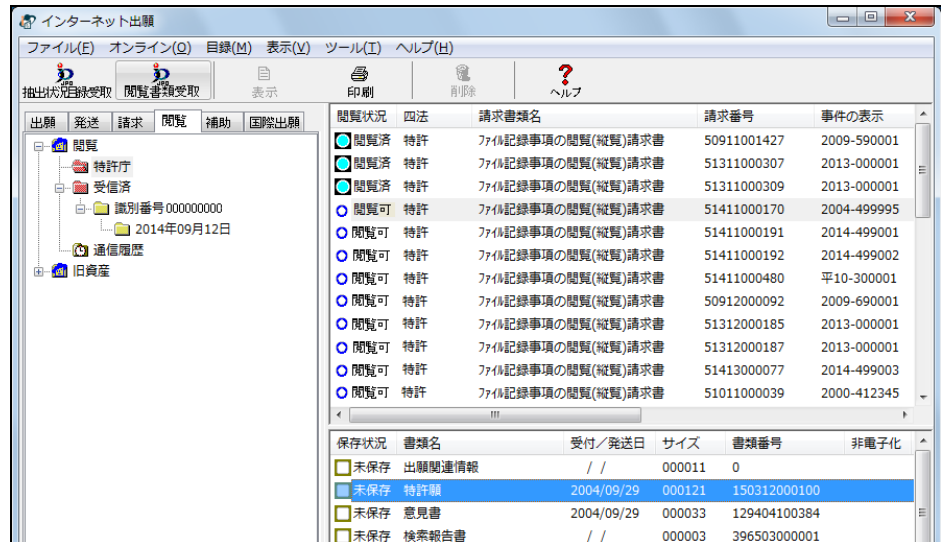 インターネット出願
ファイル(F) オンライン(O) 目録(M) 表示(V) ツール(T) ヘルプ(H)
抽出状況目録受取 閲覧書類受取 表示 印刷 削除 ヘルプ
出願 発送 請求 閲覧 補助 国際出願
閲覧
特許庁
受信済
識別番号000000000
2014年09月12日
通信履歴
旧資産
閲覧状況 四法 請求書類名 請求番号 事件の表示
閲覧済 特許 ファイル記録事項の閲覧(縦覧)請求書 50911001427 2009-590001
閲覧済 特許 ファイル記録事項の閲覧(縦覧)請求書 51311000307 2013-000001
閲覧済 特許 ファイル記録事項の閲覧(縦覧)請求書 51311000309 2013-000001
閲覧可 特許 ファイル記録事項の閲覧(縦覧)請求書 51411000170 2004-499995
閲覧可 特許 ファイル記録事項の閲覧(縦覧)請求書 51411000191 2014-499001
閲覧可 特許 ファイル記録事項の閲覧(縦覧)請求書 51411000192 2014-499002
閲覧可 特許 ファイル記録事項の閲覧(縦覧)請求書 51411000480 平10-300001
閲覧可 特許 ファイル記録事項の閲覧(縦覧)請求書 50912000092 2009-690001
閲覧可 特許 ファイル記録事項の閲覧(縦覧)請求書 51312000185 2013-000001
閲覧可 特許 ファイル記録事項の閲覧(縦覧)請求書 51312000187 2013-000001
閲覧可 特許 ファイル記録事項の閲覧(縦覧)請求書 51413000077 2014-499003
閲覧可 特許 ファイル記録事項の閲覧(縦覧)請求書 51011000039 2000-412345
保存状況 書類名 受付／発送日 サイズ 書類番号 非電子化
未保存 出願関連情報 / / 000011 0
未保存 特許願 2004/09/29 000121 150312000100
未保存 意見書 2004/09/29 000033 129404100384
未保存 検索報告書 / / 000003 396503000001